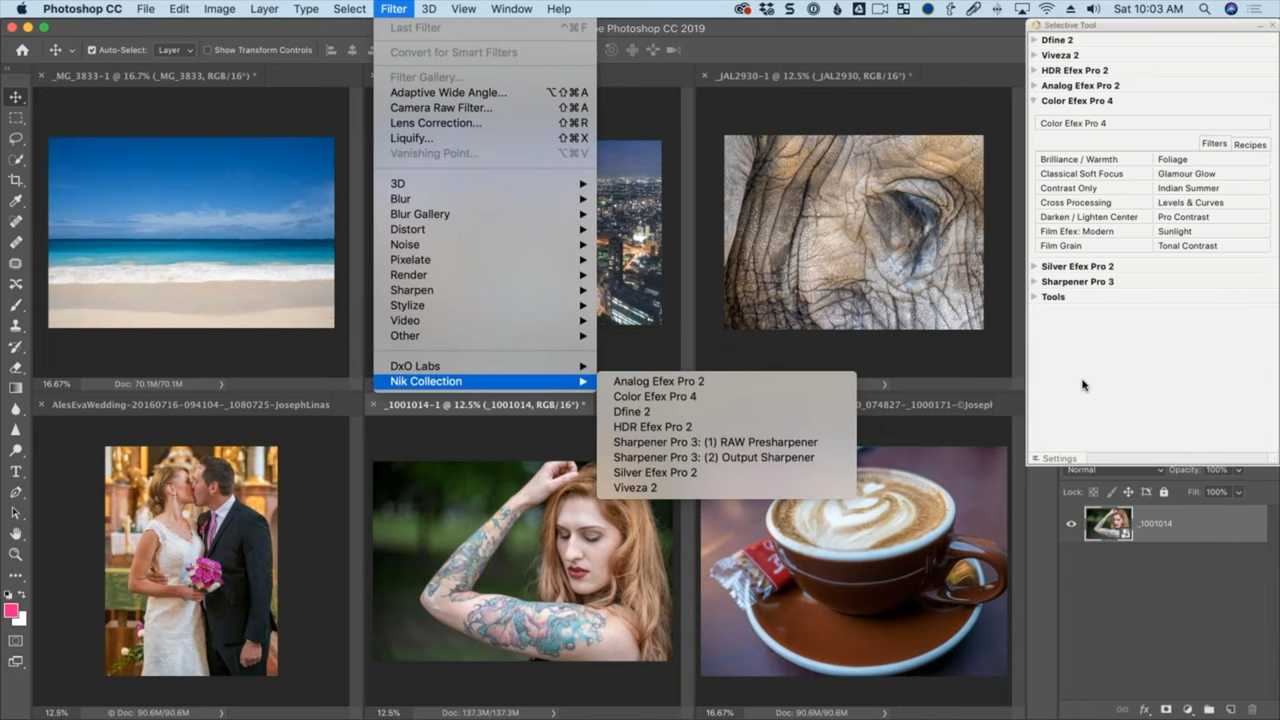 Photoshop CC File Edit Image Layer Type Select Filter 3D View Window Help Sat 10:03 AM
e Photoshop CC 2019
Auto-Select: Layer Show Transform Controls
_MG_3833-1 @ 16.7% (_MG_3833, RGB/16*) *
_JAL2930-1 @ 12.5% (_JAL2930, RGB/16*) *
Last Filter ^⌘F
Convert for Smart Filters
Filter Gallery...
Adaptive Wide Angle... ⌥⇧⌘A
Camera Raw Filter... ⇧⌘A
Lens Correction... ⇧⌘R
Liquify... ⇧⌘X
Vanishing Point... ⌥⌘V
3D
Blur
Blur Gallery
Distort
Noise
Pixelate
Render
Sharpen
Stylize
Video
Other
DxO Labs
Nik Collection
Analog Efex Pro 2
Color Efex Pro 4
Dfine 2
HDR Efex Pro 2
Sharpener Pro 3: (1) RAW Presharpener
Sharpener Pro 3: (2) Output Sharpener
Silver Efex Pro 2
Viveza 2
Selective Tool
Dfine 2
Viveza 2
HDR Efex Pro 2
Analog Efex Pro 2
Color Efex Pro 4
Color Efex Pro 4
Filters Recipes
Brilliance / Warmth Foliage
Classical Soft Focus Glamour Glow
Contrast Only Indian Summer
Cross Processing Levels & Curves
Darken / Lighten Center Pro Contrast
Film Efex: Modern Sunlight
Film Grain Tonal Contrast
Silver Efex Pro 2
Sharpener Pro 3
Tools
Settings
Normal Opacity: 100%
Lock: Fill: 100%
_1001014
16.67% Doc: 70.1M/70.1M
AlesEvaWedding-20160716-094104-_1080725-JosephLinas
_1001014-1 @ 12.5% (_1001014, RGB/16*) *
0_074827-_1000171-©Joseph
12.5% © Doc: 90.6M/90.6M
12.5% Doc: 137.3M/137.3M
16.67% Doc: 90.6M/90.6M